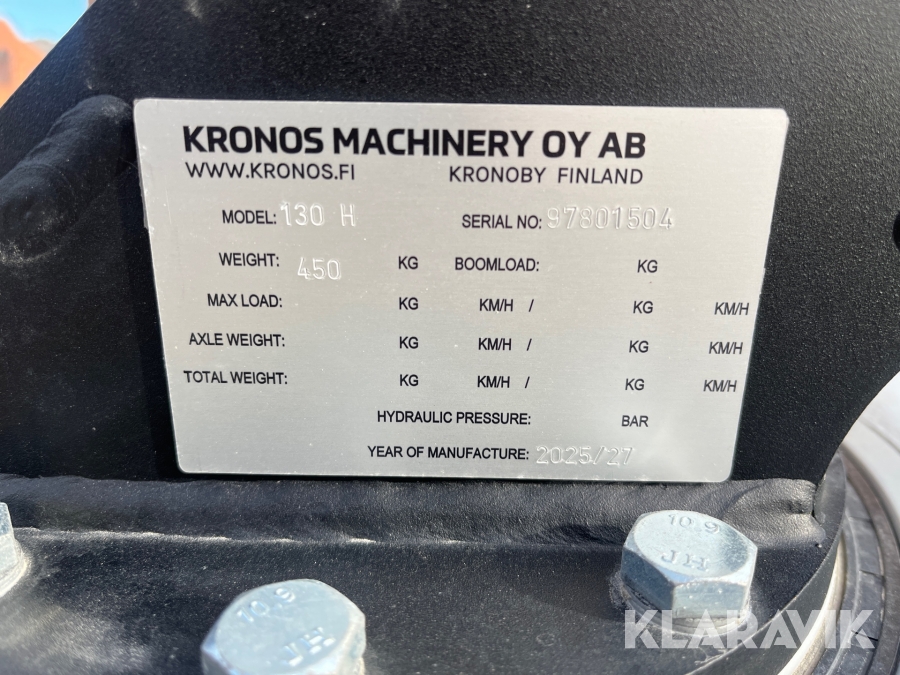 KRONOS MACHINERY OY AB
WWW.KRONOS.FI KRONOBY FINLAND
MODEL: 130 H SERIAL NO: 97801504
WEIGHT: 450 KG BOOMLOAD: KG
MAX LOAD: KG KM/H / KG KM/H
AXLE WEIGHT: KG KM/H / KG KM/H
TOTAL WEIGHT: KG KM/H / KG KM/H
HYDRAULIC PRESSURE: BAR
YEAR OF MANUFACTURE: 2025/27
10.9
JH
10.9
JH
KLARAVIK